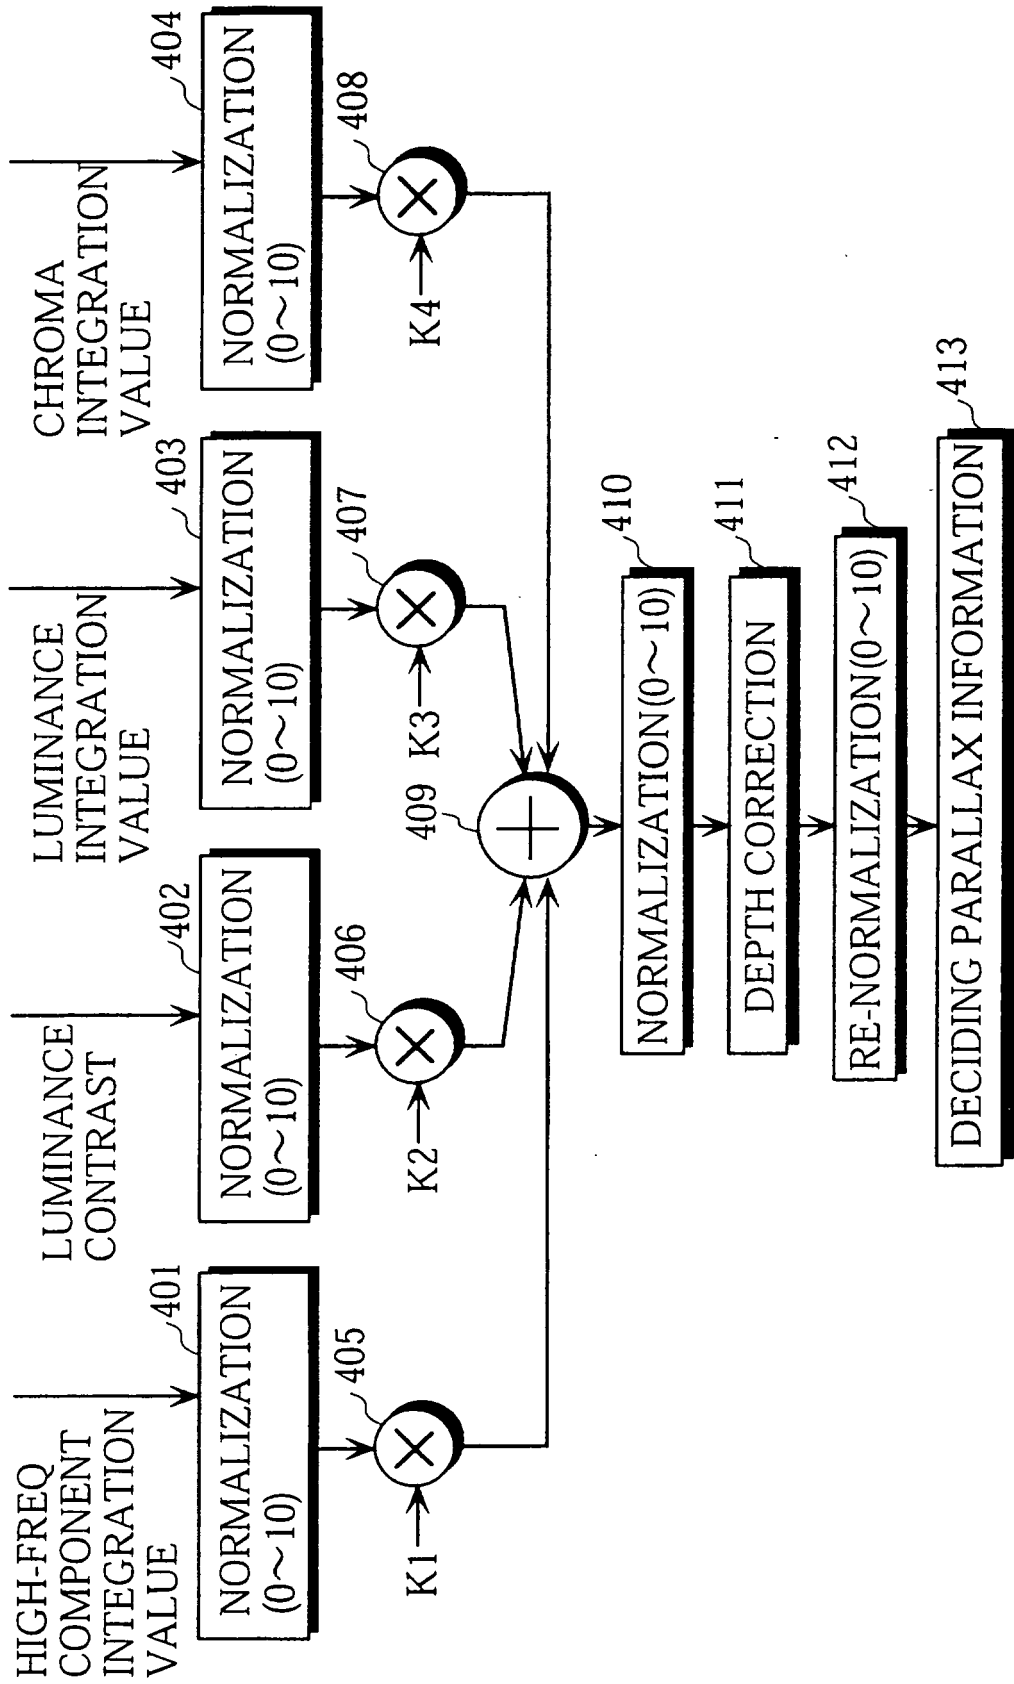 HIGH-FREQ
COMPONENT
INTEGRATION
VALUE
LUMINANCE
CONTRAST
LUMINANCE
INTEGRATION
VALUE
CHROMA
INTEGRATION
VALUE
401
402
403
404
NORMALIZATION
(0～10)
NORMALIZATION
(0～10)
NORMALIZATION
(0～10)
NORMALIZATION
(0～10)
405
406
407
408
K1
×
K2
×
K3
×
K4
×
409
+
410
NORMALIZATION(0～10)
411
DEPTH CORRECTION
412
RE-NORMALIZATION(0～10)
413
DECIDING PARALLAX INFORMATION